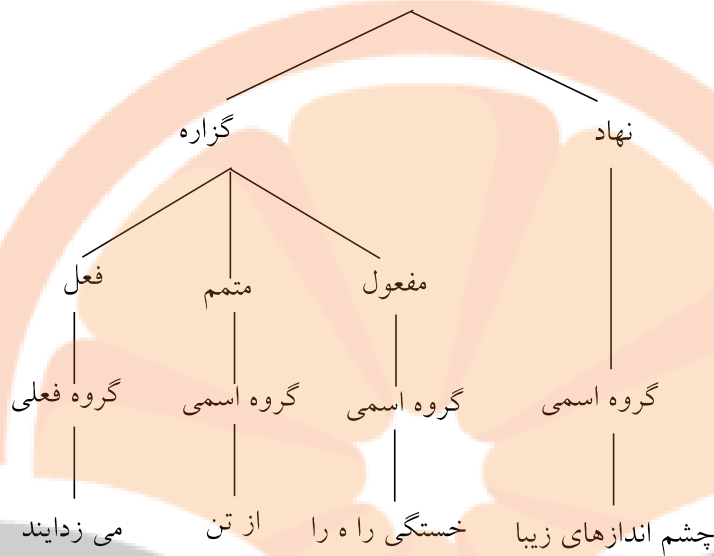 نهاد گزاره
مفعول متمم فعل
گروه اسمی گروه اسمی گروه اسمی گروه فعلی
چشم اندازهای زیبا خستگی را ه را از تن می زدایند